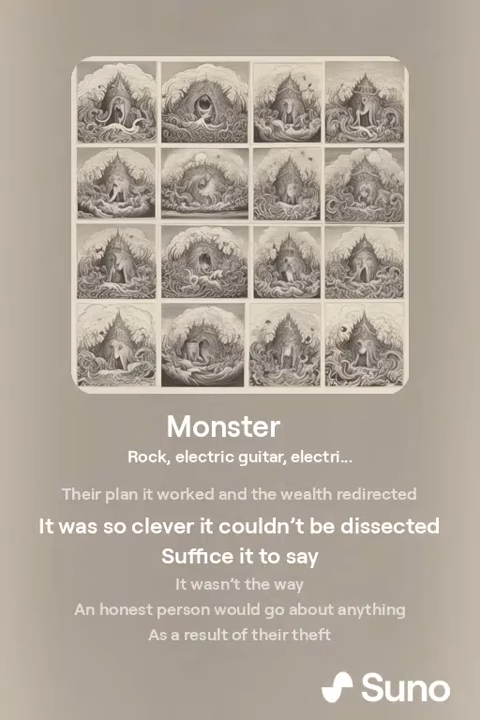 Monster
Rock, electric guitar, electri...
Their plan it worked and the wealth redirected
It was so clever it couldn’t be dissected
Suffice it to say
It wasn’t the way
An honest person would go about anything
As a result of their theft
Suno